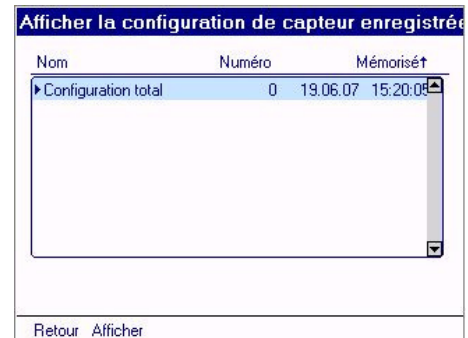 Afficher la configuration de capteur enregistrée
Nom Numéro Mémorisé↑
Configuration total 0 19.06.07 15:20:05
Retour Afficher